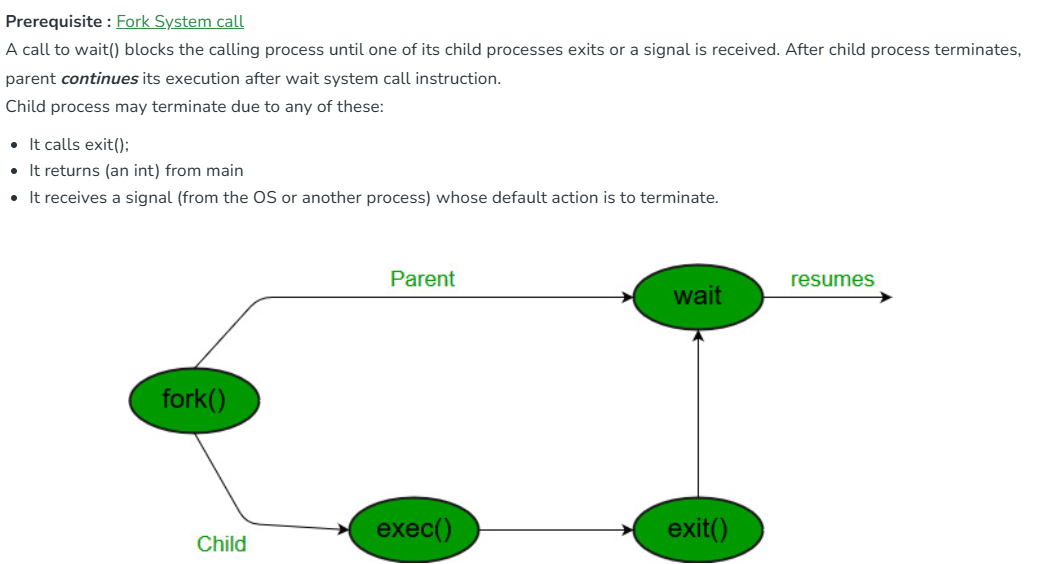 Prerequisite : Fork System call
A call to wait() blocks the calling process until one of its child processes exits or a signal is received. After child process terminates,
parent continues its execution after wait system call instruction.
Child process may terminate due to any of these:
• It calls exit();
• It returns (an int) from main
• It receives a signal (from the OS or another process) whose default action is to terminate.
Parent
wait
resumes
fork()
Child
exec()
exit()